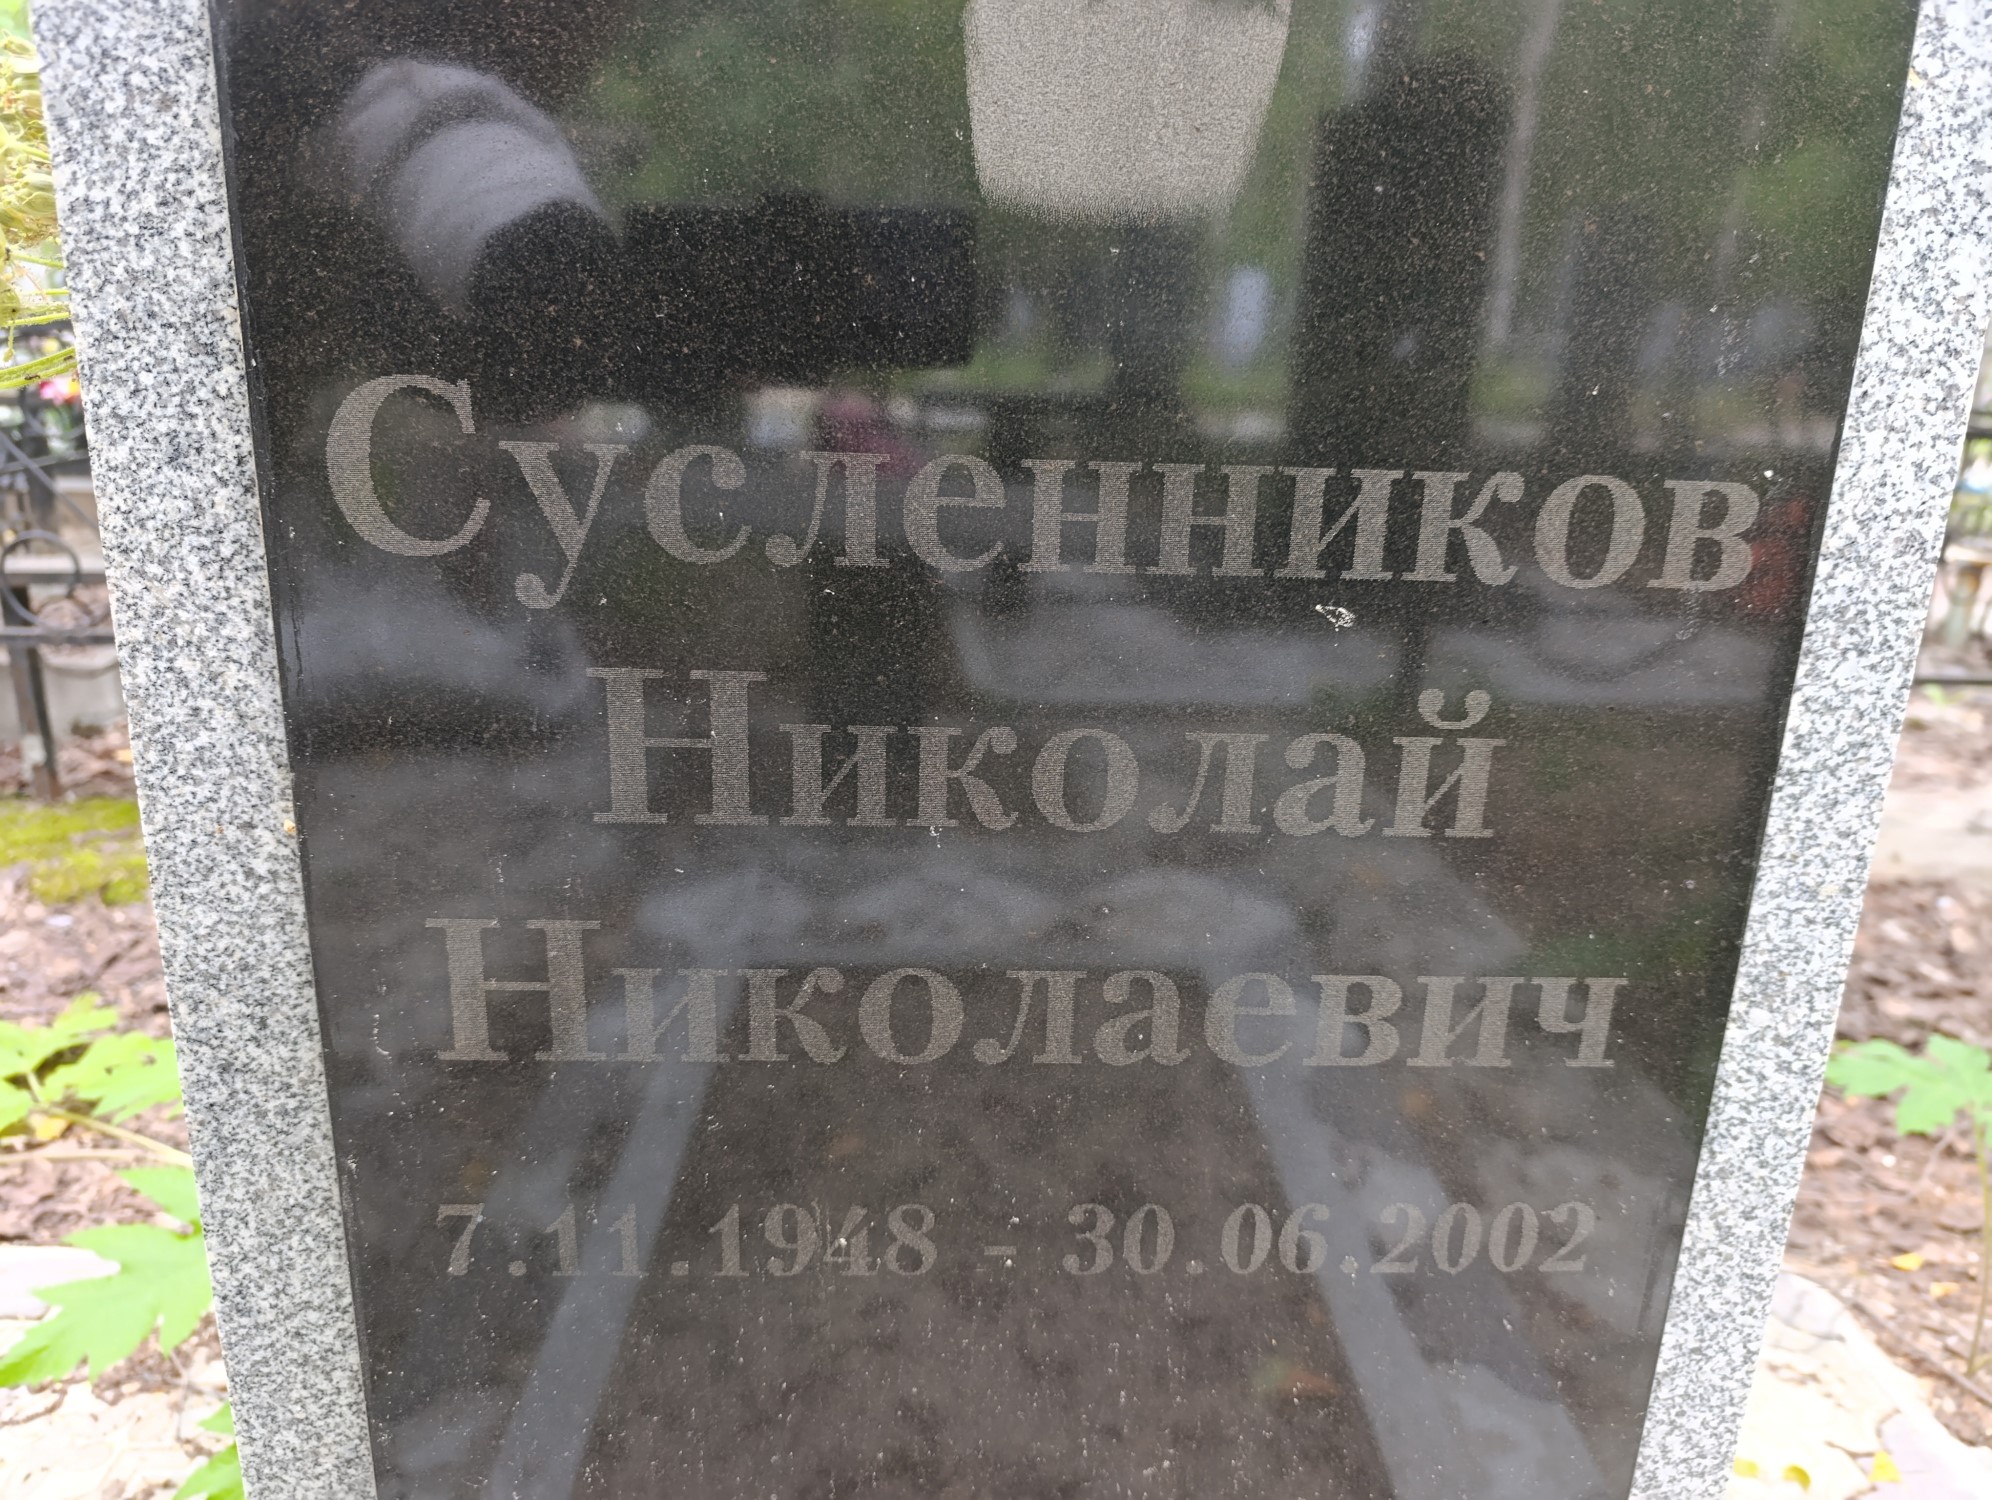 Сусленников
Николай
Николаевич
7.11.1948 - 30.06.2002